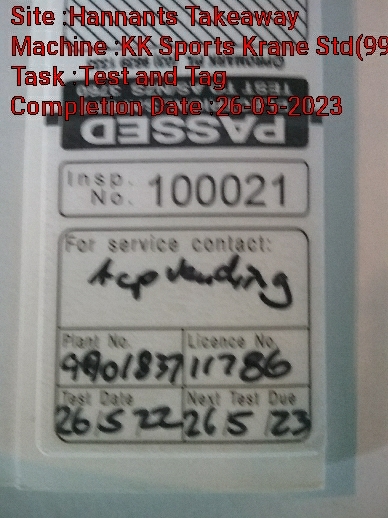 Site :Hannants Takeaway
Machine :KK Sports Krane Std(99
Task :Test and Tag
Completion Date :26-05-2023
PASSED
Insp. No. 100021
For service contact:
Acp Vending
Plant No. Licence No.
9901837 11786
Test Date Next Test Due
26 5 22 26 5 23